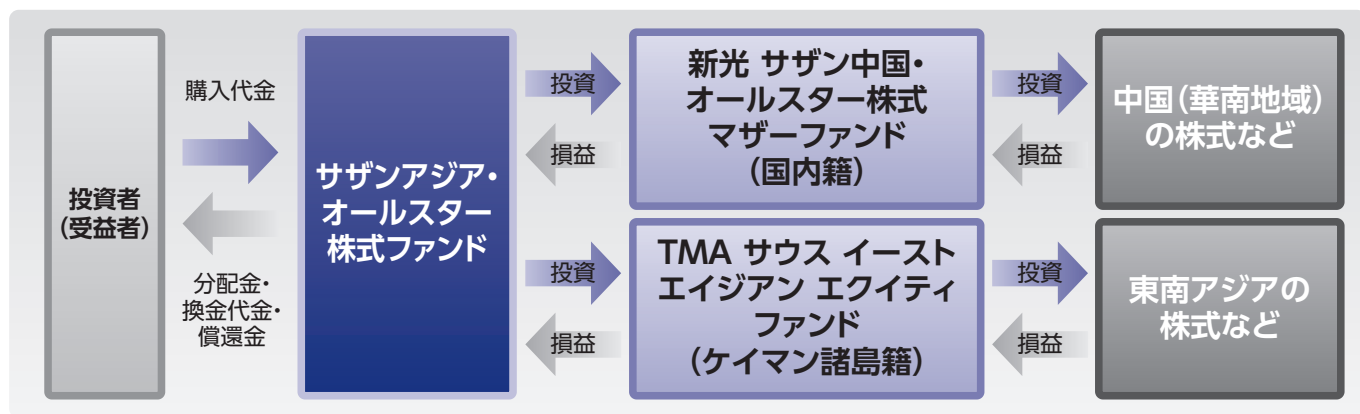 投資者
(受益者)
購入代金
分配金・
換金代金・
償還金
サザンアジア・
オールスター
株式ファンド
投資
損益
新光 サザン中国・
オールスター株式
マザーファンド
(国内籍)
投資
損益
中国(華南地域)
の株式など
投資
損益
TMA サウス イースト
エイジアン エクイティ
ファンド
(ケイマン諸島籍)
投資
損益
東南アジアの
株式など